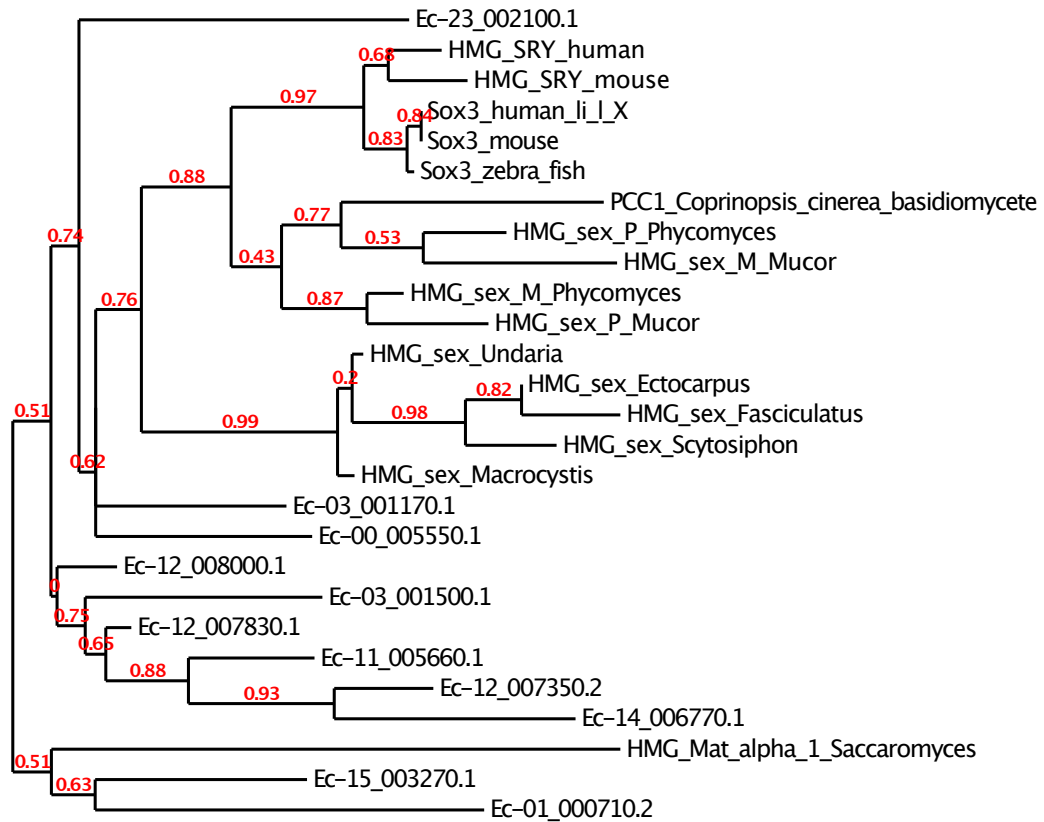 Ec-23_002100.1
0.68
HMG_SRY_human
HMG_SRY_mouse
0.97
0.84
Sox3_human_li_l_X
0.83
Sox3_mouse
Sox3_zebra_fish
0.88
PCC1_Coprinopsis_cinerea_basidiomycete
0.77
HMG_sex_P_Phycomyces
0.74
0.53
0.43
HMG_sex_M_Mucor
HMG_sex_M_Phycomyces
0.76
0.87
HMG_sex_P_Mucor
HMG_sex_Undaria
0.2
HMG_sex_Ectocarpus
0.82
0.51
0.99
0.98
HMG_sex_Fasciculatus
HMG_sex_Scytosiphon
0.62
HMG_sex_Macrocystis
Ec-03_001170.1
Ec-00_005550.1
Ec-12_008000.1
0
Ec-03_001500.1
0.75
Ec-12_007830.1
0.65
Ec-11_005660.1
0.88
Ec-12_007350.2
0.93
Ec-14_006770.1
HMG_Mat_alpha_1_Saccaromyces
0.51
Ec-15_003270.1
0.63
Ec-01_000710.2